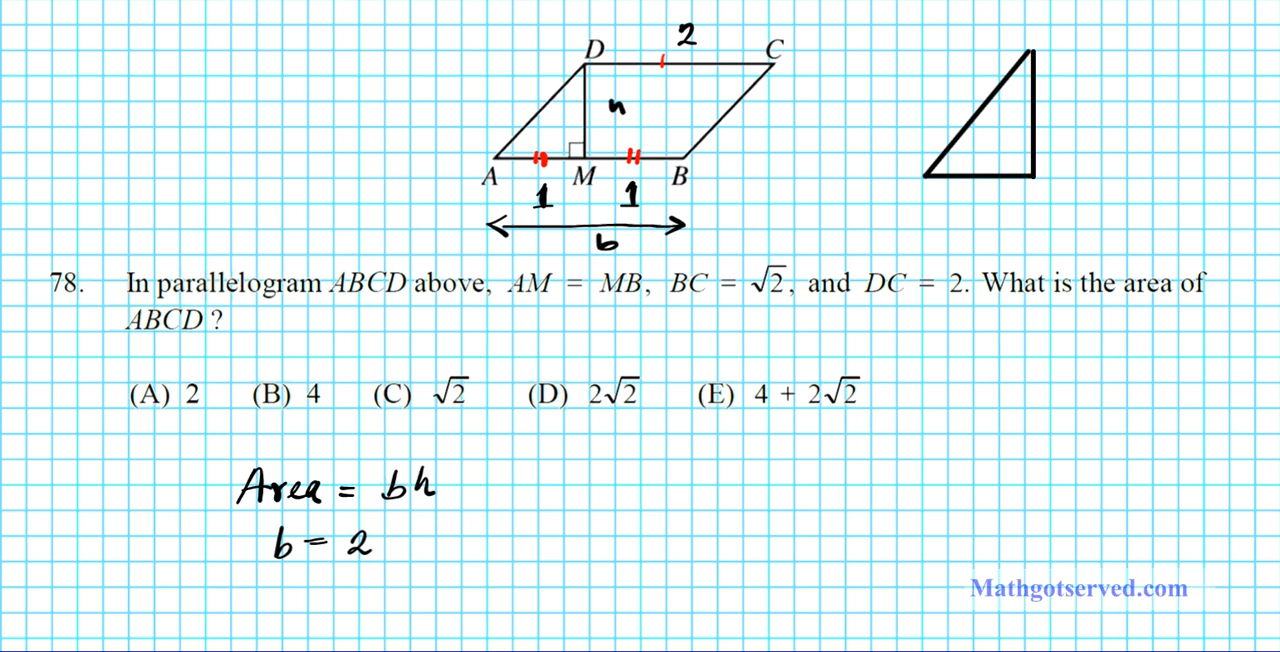 2
D C
h
A M B
1 1
b
78. In parallelogram ABCD above, AM = MB, BC = √2, and DC = 2. What is the area of
ABCD ?
(A) 2 (B) 4 (C) √2 (D) 2√2 (E) 4 + 2√2
Area = bh
b = 2
Mathgotserved.com